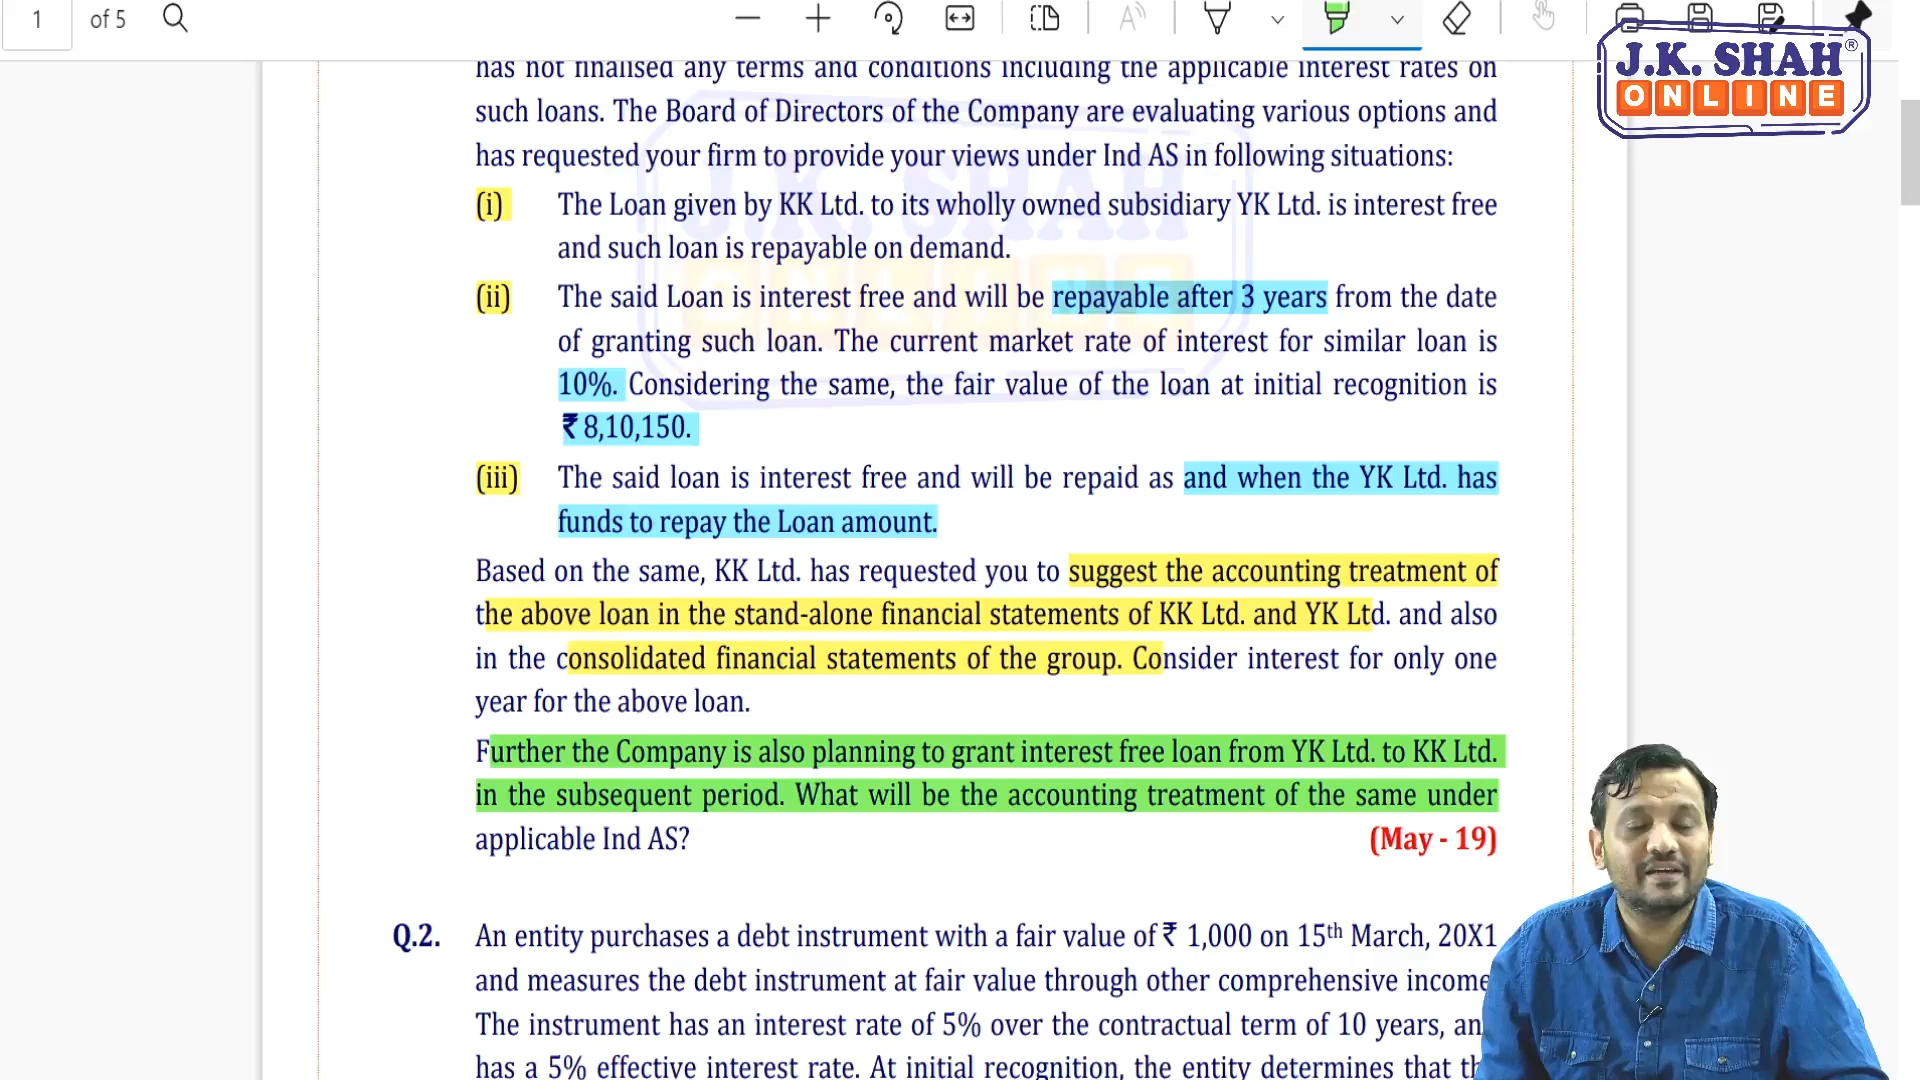 1 of 5
J.K. SHAH®
ONLINE
has not finalised any terms and conditions including the applicable interest rates on
such loans. The Board of Directors of the Company are evaluating various options and
has requested your firm to provide your views under Ind AS in following situations:
(i) The Loan given by KK Ltd. to its wholly owned subsidiary YK Ltd. is interest free
and such loan is repayable on demand.
(ii) The said Loan is interest free and will be repayable after 3 years from the date
of granting such loan. The current market rate of interest for similar loan is
10%. Considering the same, the fair value of the loan at initial recognition is
₹ 8,10,150.
(iii) The said loan is interest free and will be repaid as and when the YK Ltd. has
funds to repay the Loan amount.
Based on the same, KK Ltd. has requested you to suggest the accounting treatment of
the above loan in the stand-alone financial statements of KK Ltd. and YK Ltd. and also
in the consolidated financial statements of the group. Consider interest for only one
year for the above loan.
Further the Company is also planning to grant interest free loan from YK Ltd. to KK Ltd.
in the subsequent period. What will be the accounting treatment of the same under
applicable Ind AS? (May - 19)
Q.2. An entity purchases a debt instrument with a fair value of ₹ 1,000 on 15th March, 20X1
and measures the debt instrument at fair value through other comprehensive income
The instrument has an interest rate of 5% over the contractual term of 10 years, an
has a 5% effective interest rate. At initial recognition, the entity determines that th